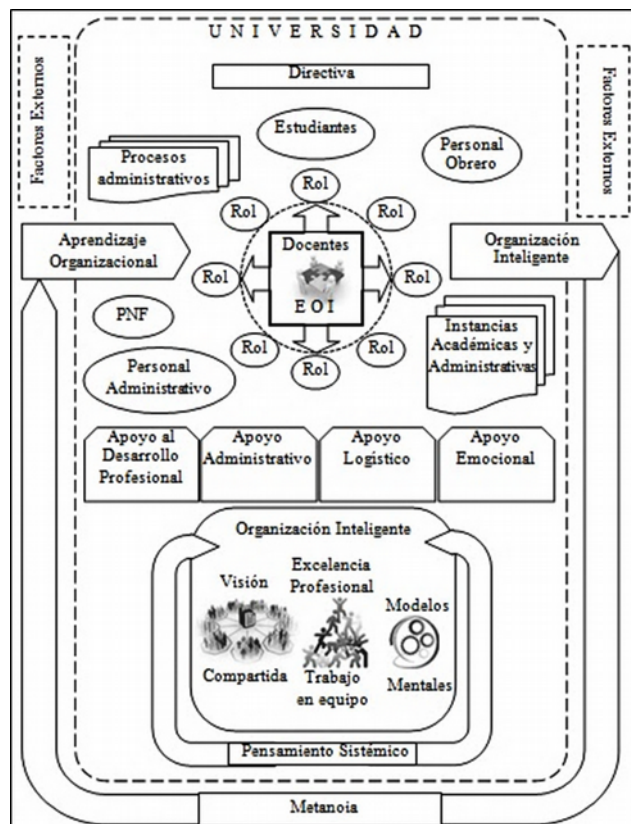 UNIVERSIDAD
Directiva
Factores Externos
Factores Externos
Estudiantes
Personal
Obrero
Procesos
administrativos
Rol
Rol
Rol
Aprendizaje
Organizacional
Docentes
EOI
Organización
Inteligente
Rol
Rol
PNF
Instancias
Académicas y
Administrativas
Rol
Rol
Rol
Personal
Administrativo
Apoyo al
Desarrollo
Profesional
Apoyo
Administrativo
Apoyo
Logístico
Apoyo
Emocional
Organización Inteligente
Excelencia
Profesional
Visión
Compartida
Trabajo
en equipo
Modelos
Mentales
Pensamiento Sistémico
Metanoia